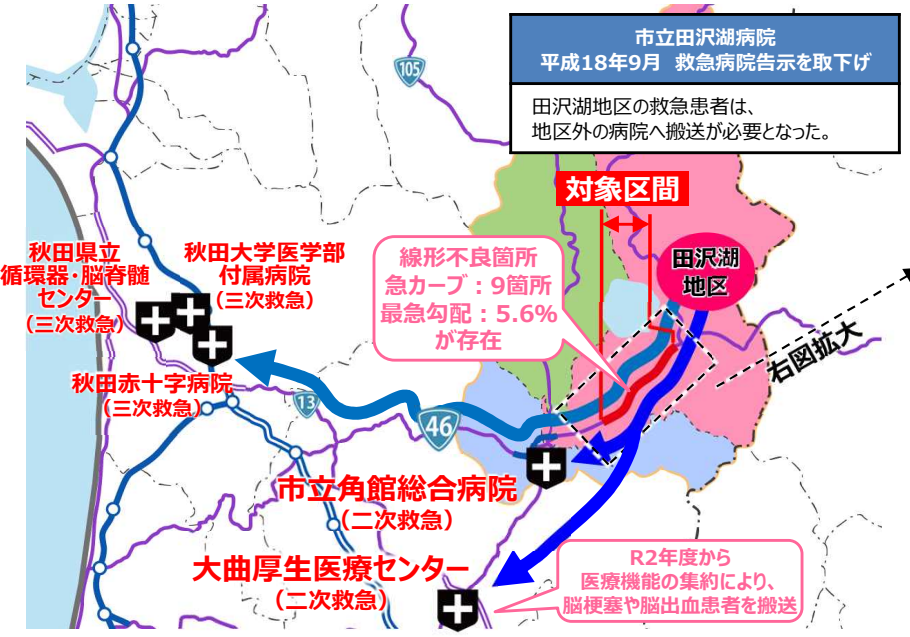 市立田沢湖病院
平成18年9月 救急病院告示を取下げ
田沢湖地区の救急患者は、
地区外の病院へ搬送が必要となった。
105
対象区間
線形不良箇所
急カーブ：9箇所
最急勾配：5.6%
が存在
田沢湖
地区
右図拡大
秋田県立
循環器・脳脊髄
センター
（三次救急）
秋田大学医学部
付属病院
（三次救急）
秋田赤十字病院
（三次救急）
13
46
市立角館総合病院
（二次救急）
大曲厚生医療センター
（二次救急）
R2年度から
医療機能の集約により、
脳梗塞や脳出血患者を搬送